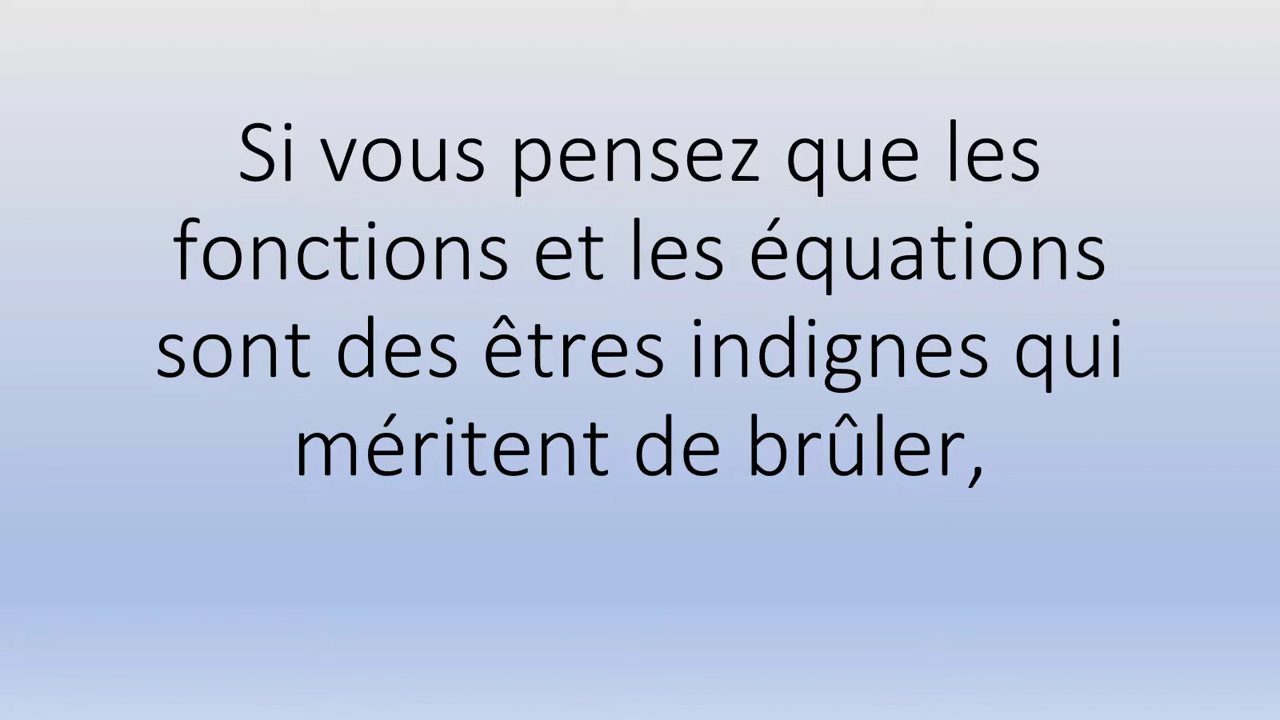 Si vous pensez que les
fonctions et les équations
sont des êtres indignes qui
méritent de brûler,